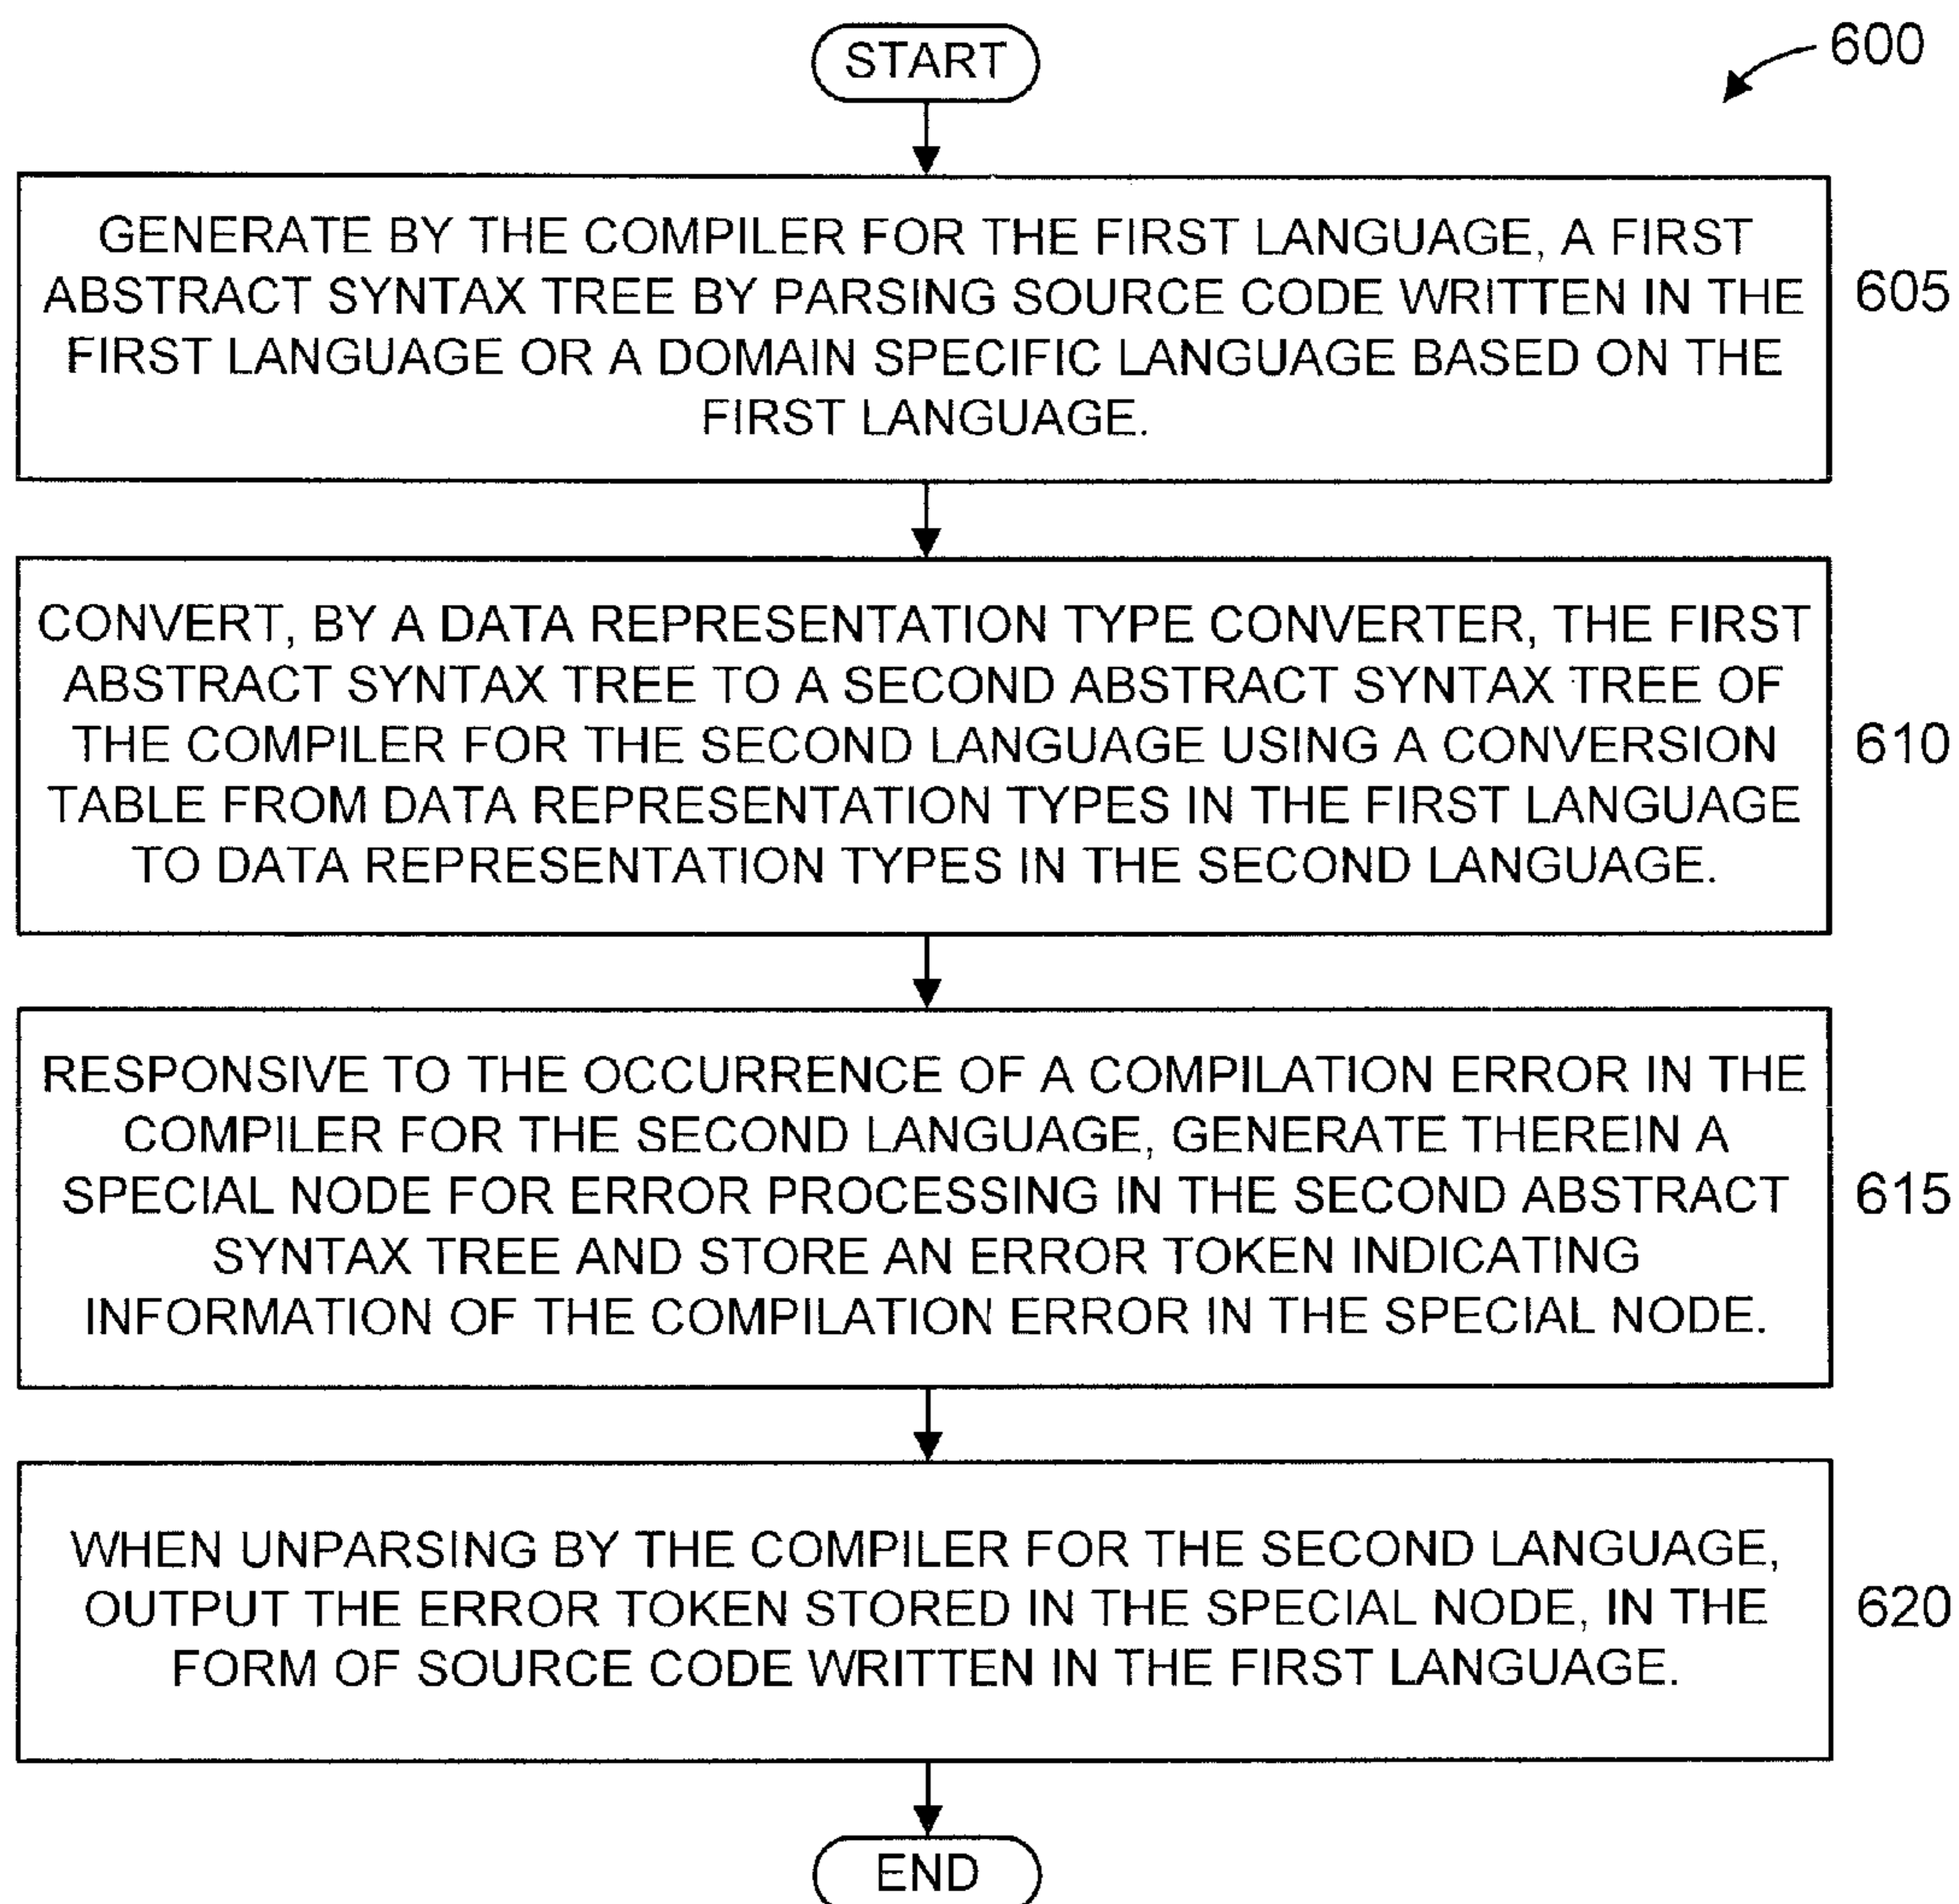 START
600
GENERATE BY THE COMPILER FOR THE FIRST LANGUAGE, A FIRST
ABSTRACT SYNTAX TREE BY PARSING SOURCE CODE WRITTEN IN THE
FIRST LANGUAGE OR A DOMAIN SPECIFIC LANGUAGE BASED ON THE
FIRST LANGUAGE.
605
CONVERT, BY A DATA REPRESENTATION TYPE CONVERTER, THE FIRST
ABSTRACT SYNTAX TREE TO A SECOND ABSTRACT SYNTAX TREE OF
THE COMPILER FOR THE SECOND LANGUAGE USING A CONVERSION
TABLE FROM DATA REPRESENTATION TYPES IN THE FIRST LANGUAGE
TO DATA REPRESENTATION TYPES IN THE SECOND LANGUAGE.
610
RESPONSIVE TO THE OCCURRENCE OF A COMPILATION ERROR IN THE
COMPILER FOR THE SECOND LANGUAGE, GENERATE THEREIN A
SPECIAL NODE FOR ERROR PROCESSING IN THE SECOND ABSTRACT
SYNTAX TREE AND STORE AN ERROR TOKEN INDICATING
INFORMATION OF THE COMPILATION ERROR IN THE SPECIAL NODE.
615
WHEN UNPARSING BY THE COMPILER FOR THE SECOND LANGUAGE,
OUTPUT THE ERROR TOKEN STORED IN THE SPECIAL NODE, IN THE
FORM OF SOURCE CODE WRITTEN IN THE FIRST LANGUAGE.
620
END